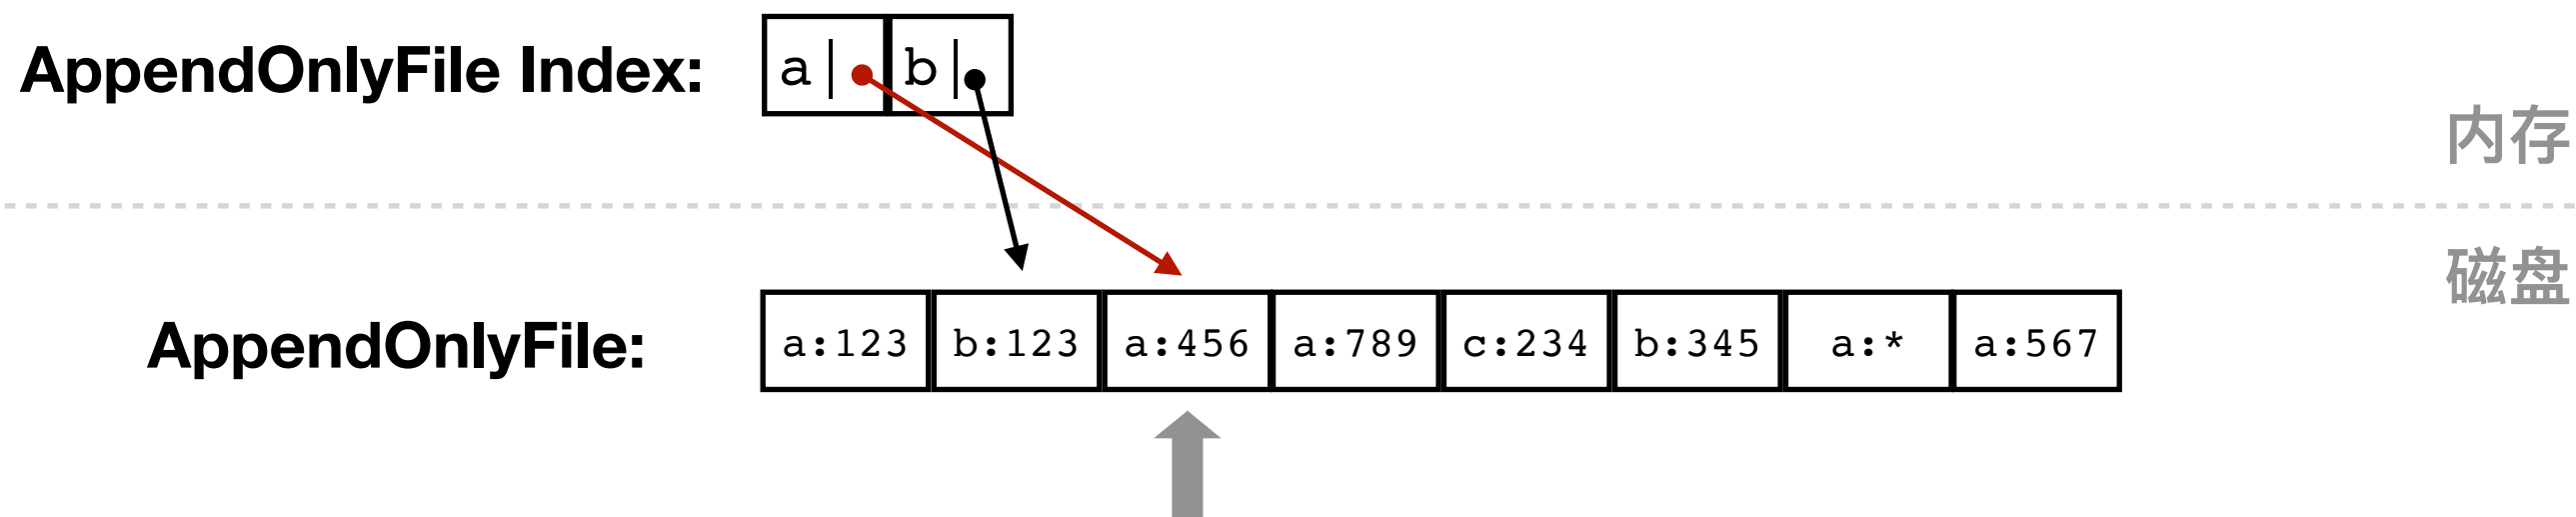 AppendOnlyFile Index: a| b|
内存
磁盘
AppendOnlyFile: a:123 b:123 a:456 a:789 c:234 b:345 a:* a:567